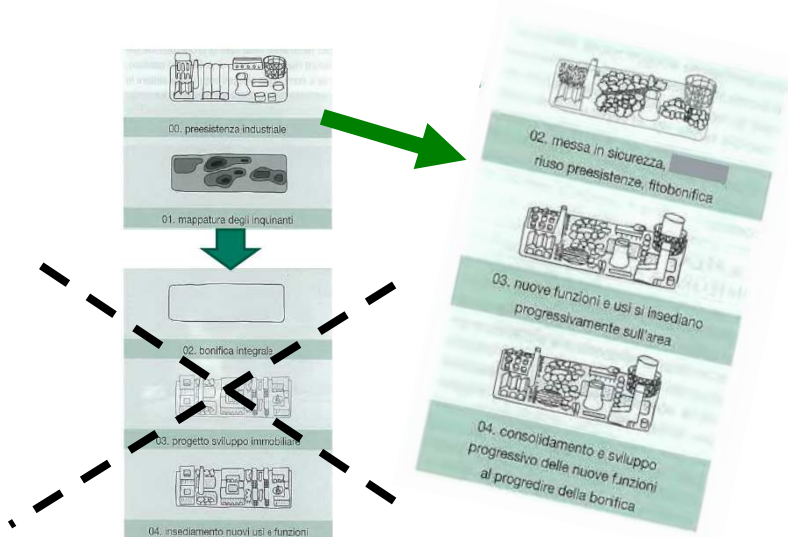 00. preesistenza industriale
01. mappatura degli inquinanti
02. bonifica integrale
03. progetto sviluppo immobiliare
04. insediamento nuovi usi e funzioni
02. messa in sicurezza,
riuso preesistenze, fitobonifica
03. nuove funzioni e usi si insediano
progressivamente sull'area
04. consolidamento e sviluppo
progressivo delle nuove funzioni
al progredire della bonifica